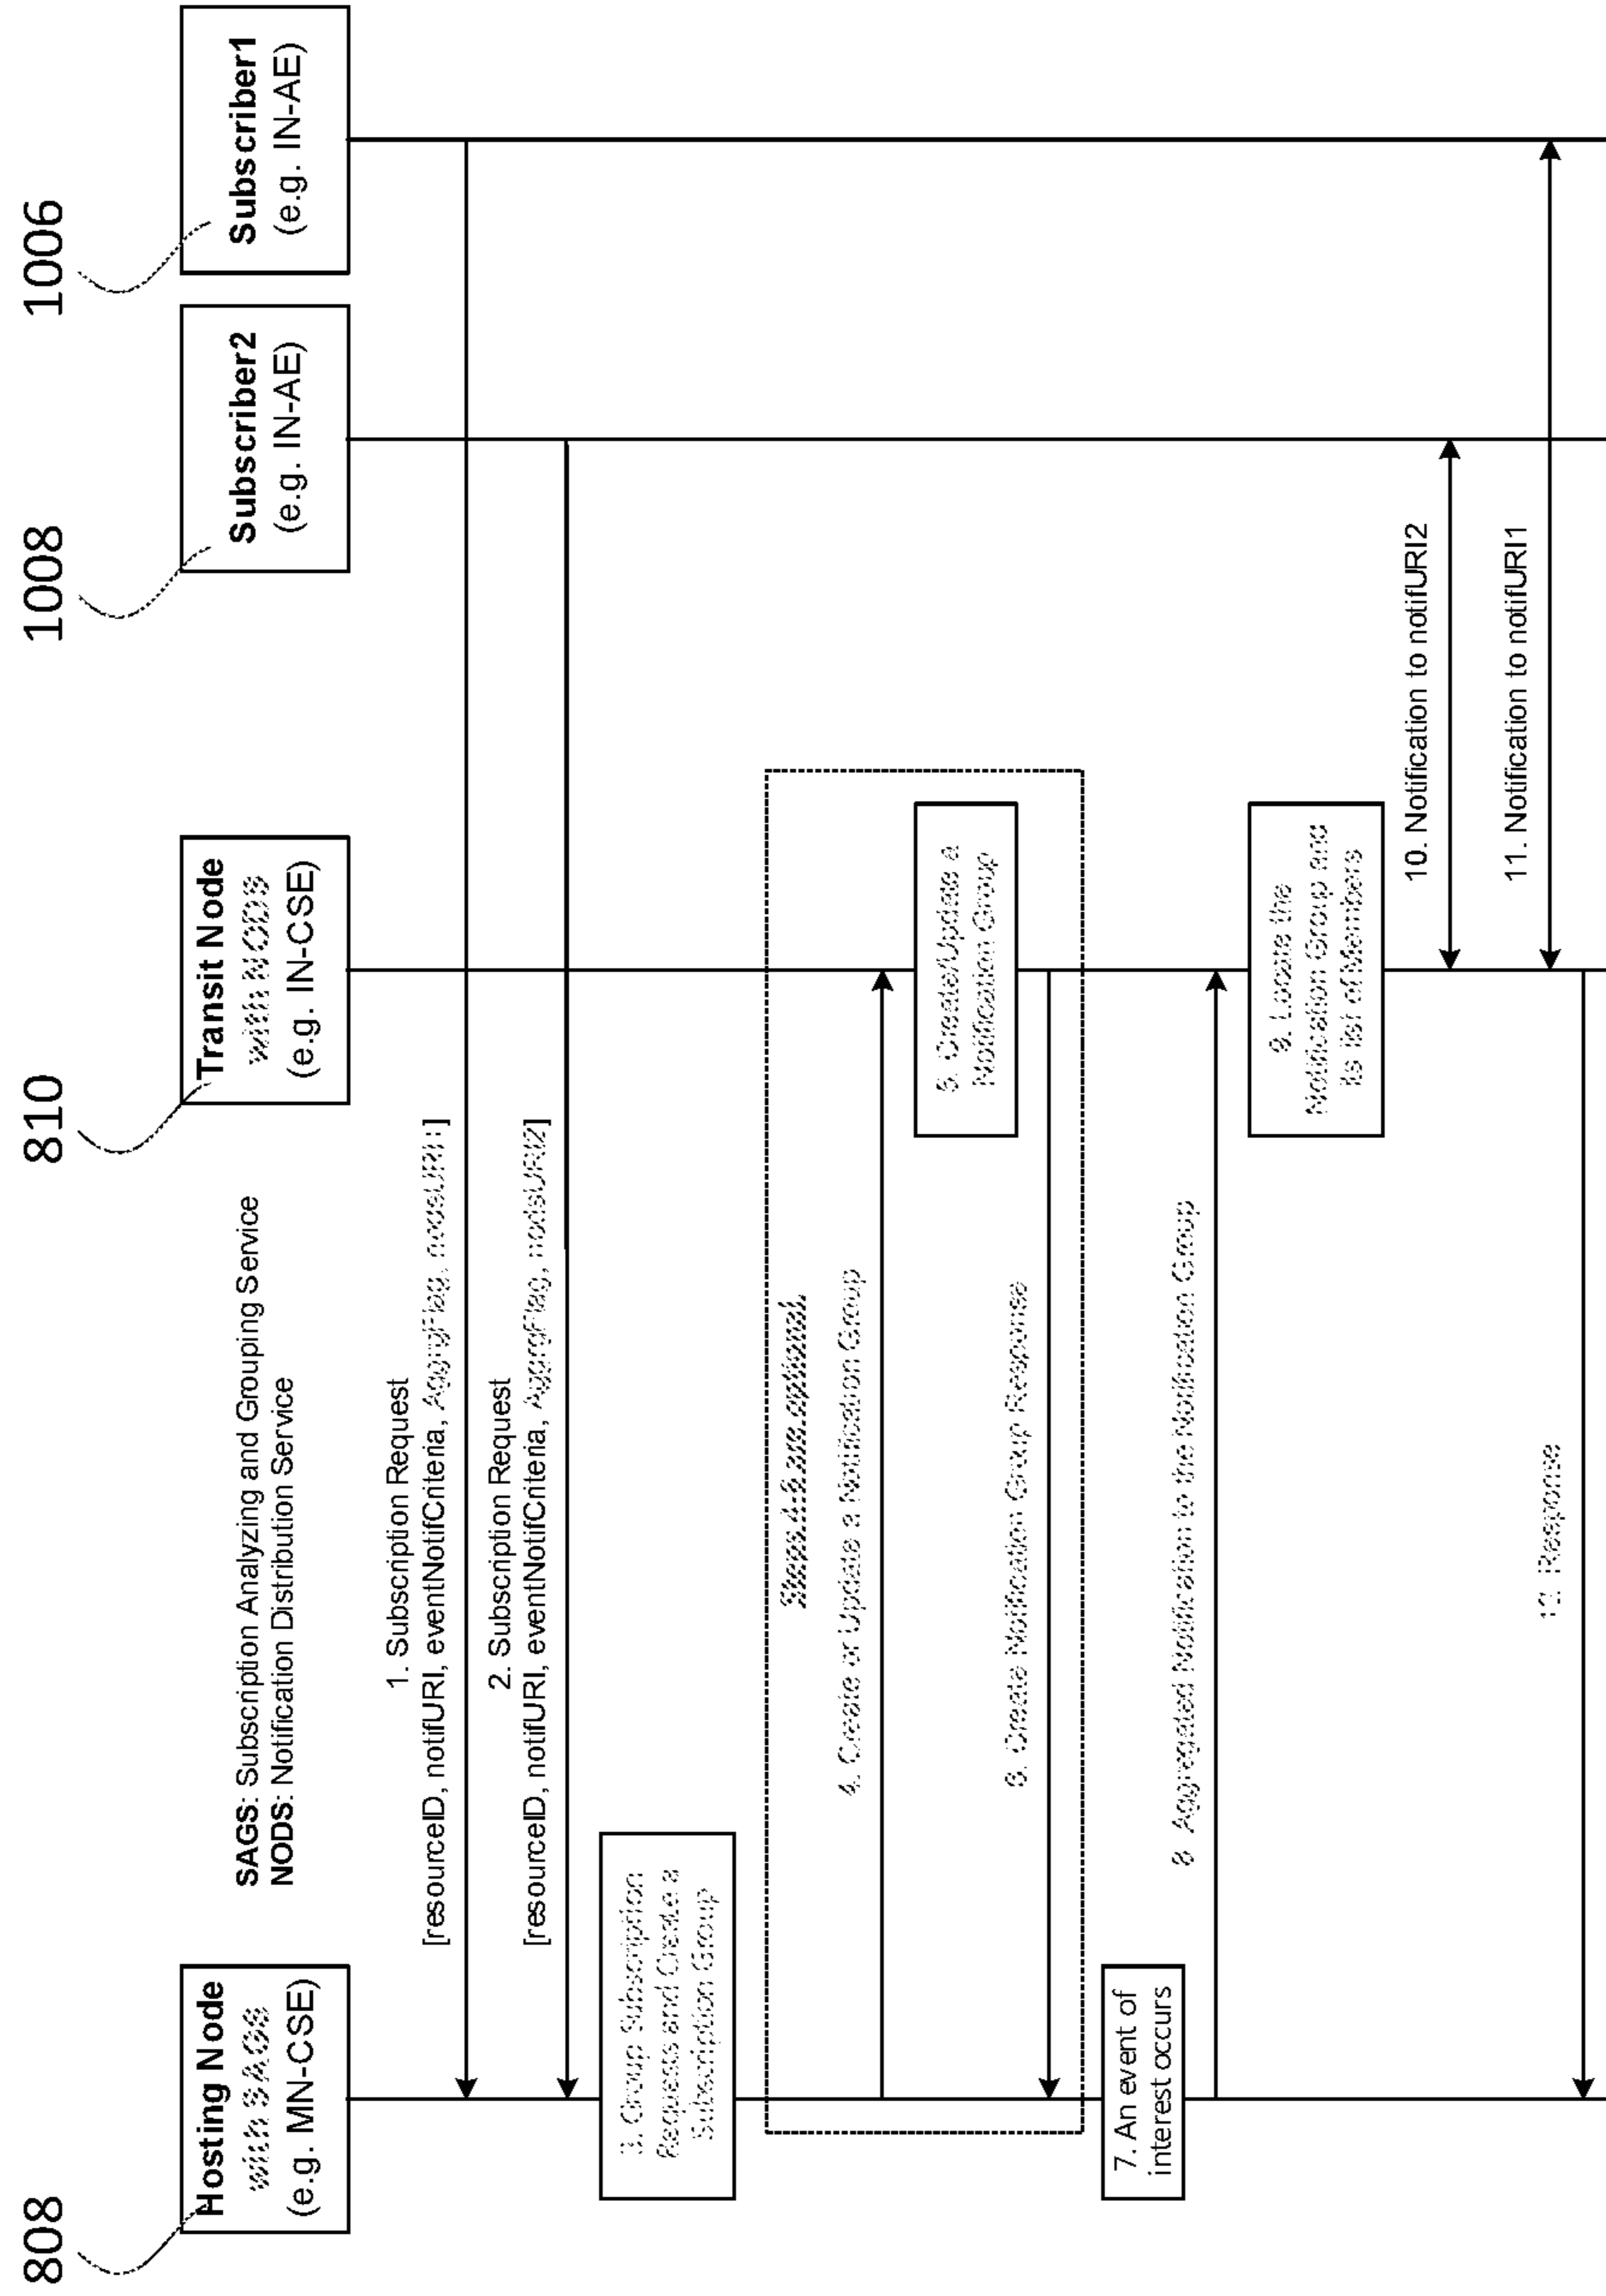 808
810
1008
1006
Hosting Node
with SAGS
(e.g. MN-CSE)
Transit Node
with NODS
(e.g. IN-CSE)
Subscriber2
(e.g. IN-AE)
Subscriber1
(e.g. IN-AE)
SAGS: Subscription Analyzing and Grouping Service
NODS: Notification Distribution Service
1. Subscription Request
[resourceID, notifURI, eventNotifCriteria, AggrgFlag, nodsURI1]
2. Subscription Request
[resourceID, notifURI, eventNotifCriteria, AggrgFlag, nodsURI2]
3. Group Subscription
Requests and Create a
Subscription Group
Steps 4-6 are optional.
4. Create or Update a Notification Group
5. Create/Update a
Notification Group
6. Create Notification Group Response
7. An event of
interest occurs
8. Aggregated Notification to the Notification Group
9. Locate the
Notification Group and
its list of Members
10. Notification to notifURI2
11. Notification to notifURI1
12. Response